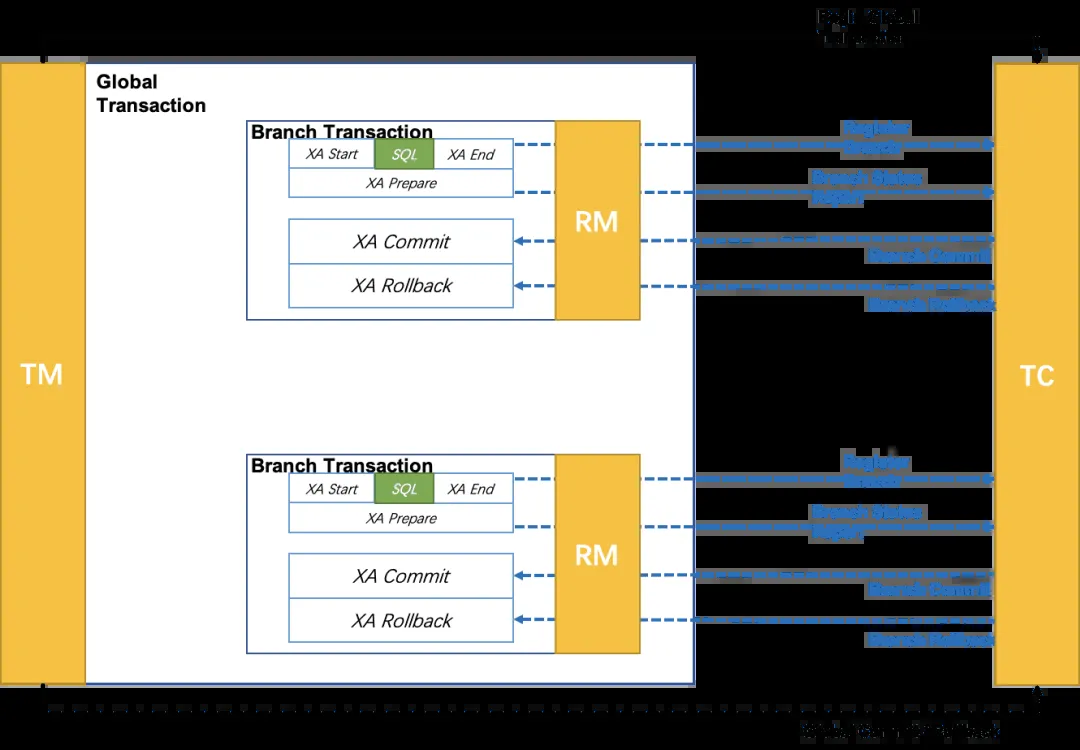 Global
Transaction
Branch Transaction
XA Start SQL XA End
XA Prepare
XA Commit
XA Rollback
RM
Register
Branch
Branch Status
Report
Branch Commit
Branch Rollback
TM
TC
Branch Transaction
XA Start SQL XA End
XA Prepare
XA Commit
XA Rollback
RM
Register
Branch
Branch Status
Report
Branch Commit
Branch Rollback